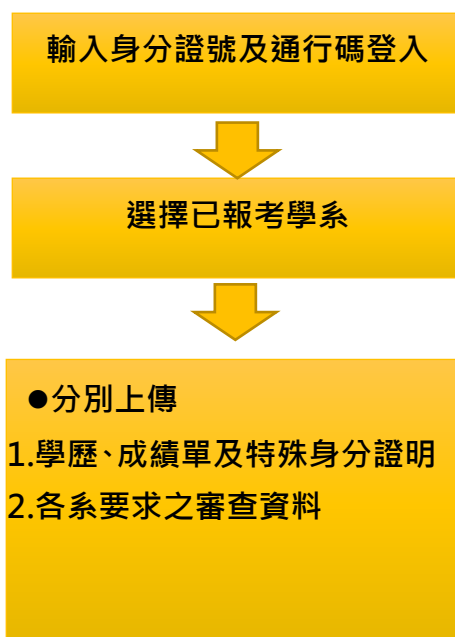 輸入身分證號及通行碼登入
選擇已報考學系
●分別上傳
1.學歷、成績單及特殊身分證明
2.各系要求之審查資料